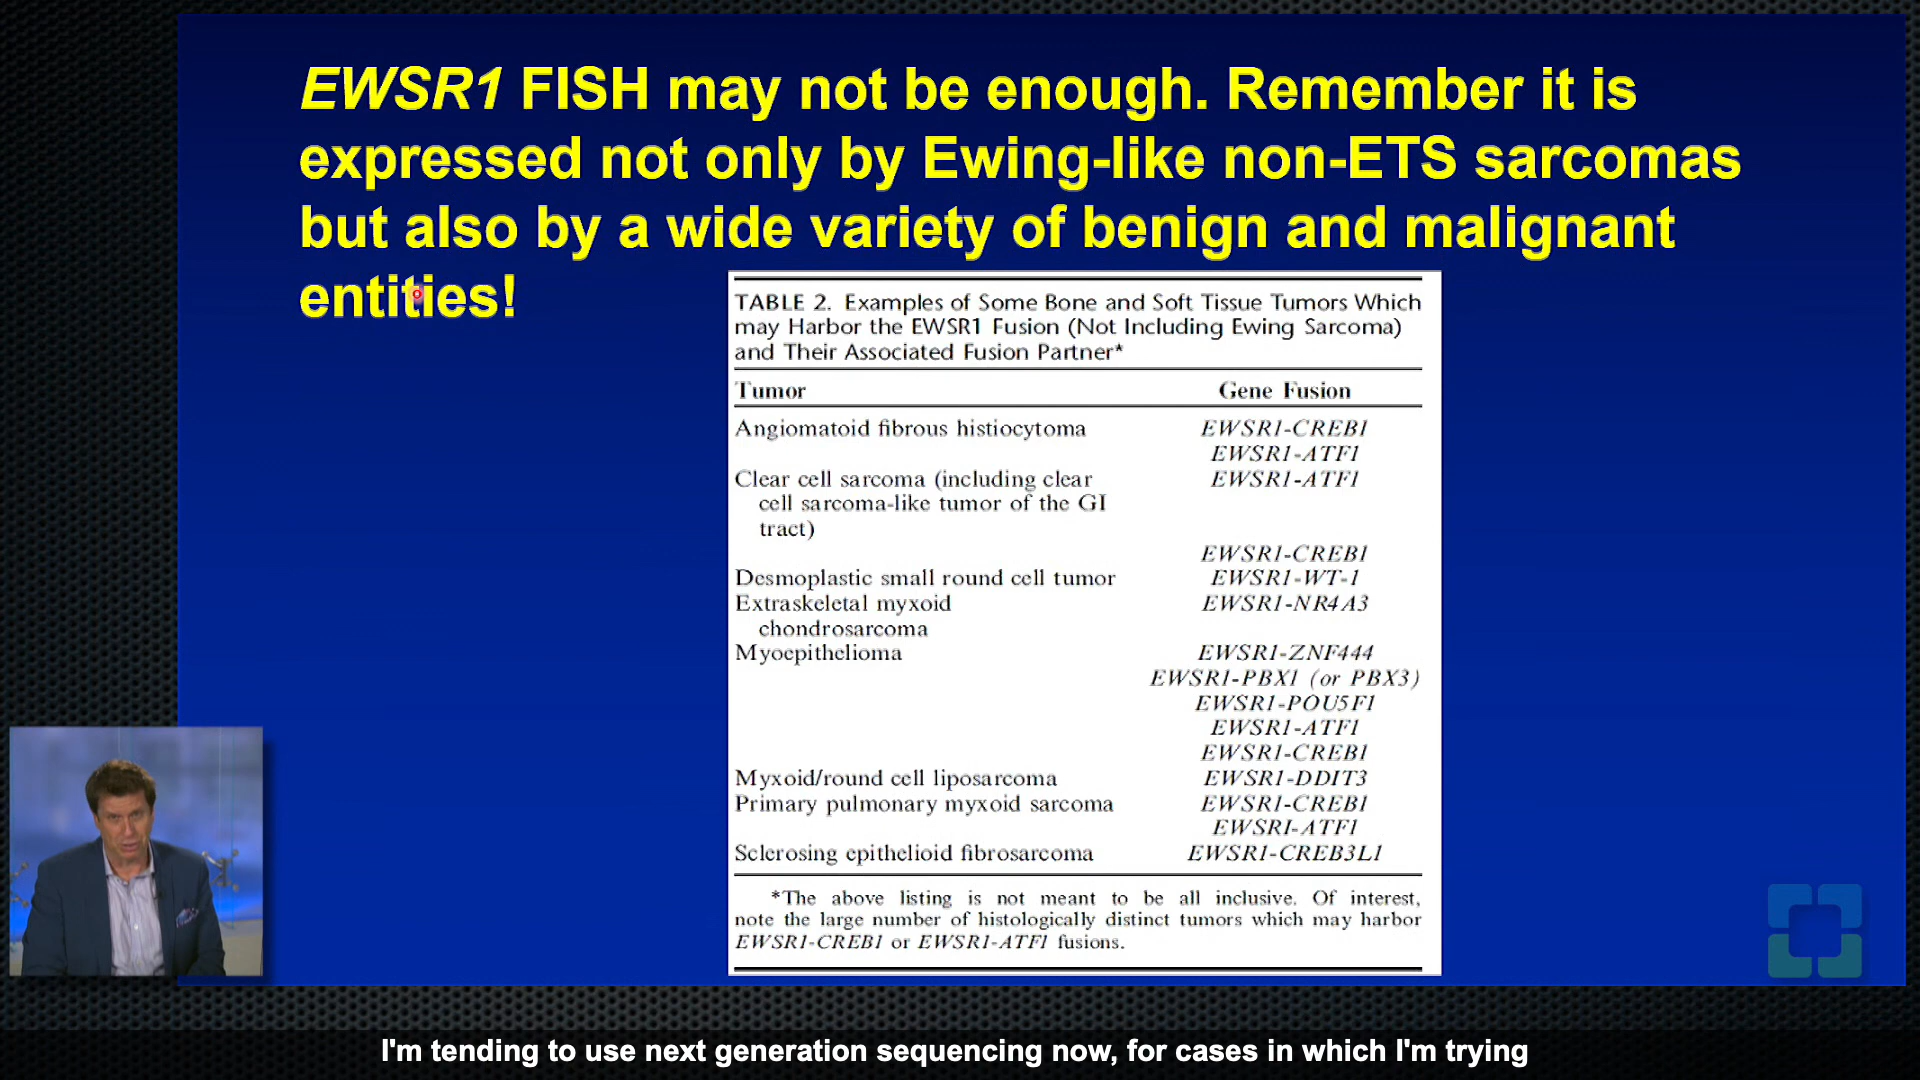 EWSR1 FISH may not be enough. Remember it is
expressed not only by Ewing-like non-ETS sarcomas
but also by a wide variety of benign and malignant
entities!
TABLE 2. Examples of Some Bone and Soft Tissue Tumors Which
may Harbor the EWSR1 Fusion (Not Including Ewing Sarcoma)
and Their Associated Fusion Partner*
Tumor Gene Fusion
Angiomatoid fibrous histiocytoma EWSR1-CREB1
EWSR1-ATF1
Clear cell sarcoma (including clear EWSR1-ATF1
cell sarcoma-like tumor of the GI
tract)
EWSR1-CREB1
Desmoplastic small round cell tumor EWSR1-WT-1
Extraskeletal myxoid EWSR1-NR4A3
chondrosarcoma
Myoepithelioma EWSR1-ZNF444
EWSR1-PBX1 (or PBX3)
EWSR1-POU5F1
EWSR1-ATF1
EWSR1-CREB1
Myxoid/round cell liposarcoma EWSR1-DDIT3
Primary pulmonary myxoid sarcoma EWSR1-CREB1
EWSR1-ATF1
Sclerosing epithelioid fibrosarcoma EWSR1-CREB3L1
*The above listing is not meant to be all inclusive. Of interest,
note the large number of histologically distinct tumors which may harbor
EWSR1-CREB1 or EWSR1-ATF1 fusions.
I'm tending to use next generation sequencing now, for cases in which I'm trying